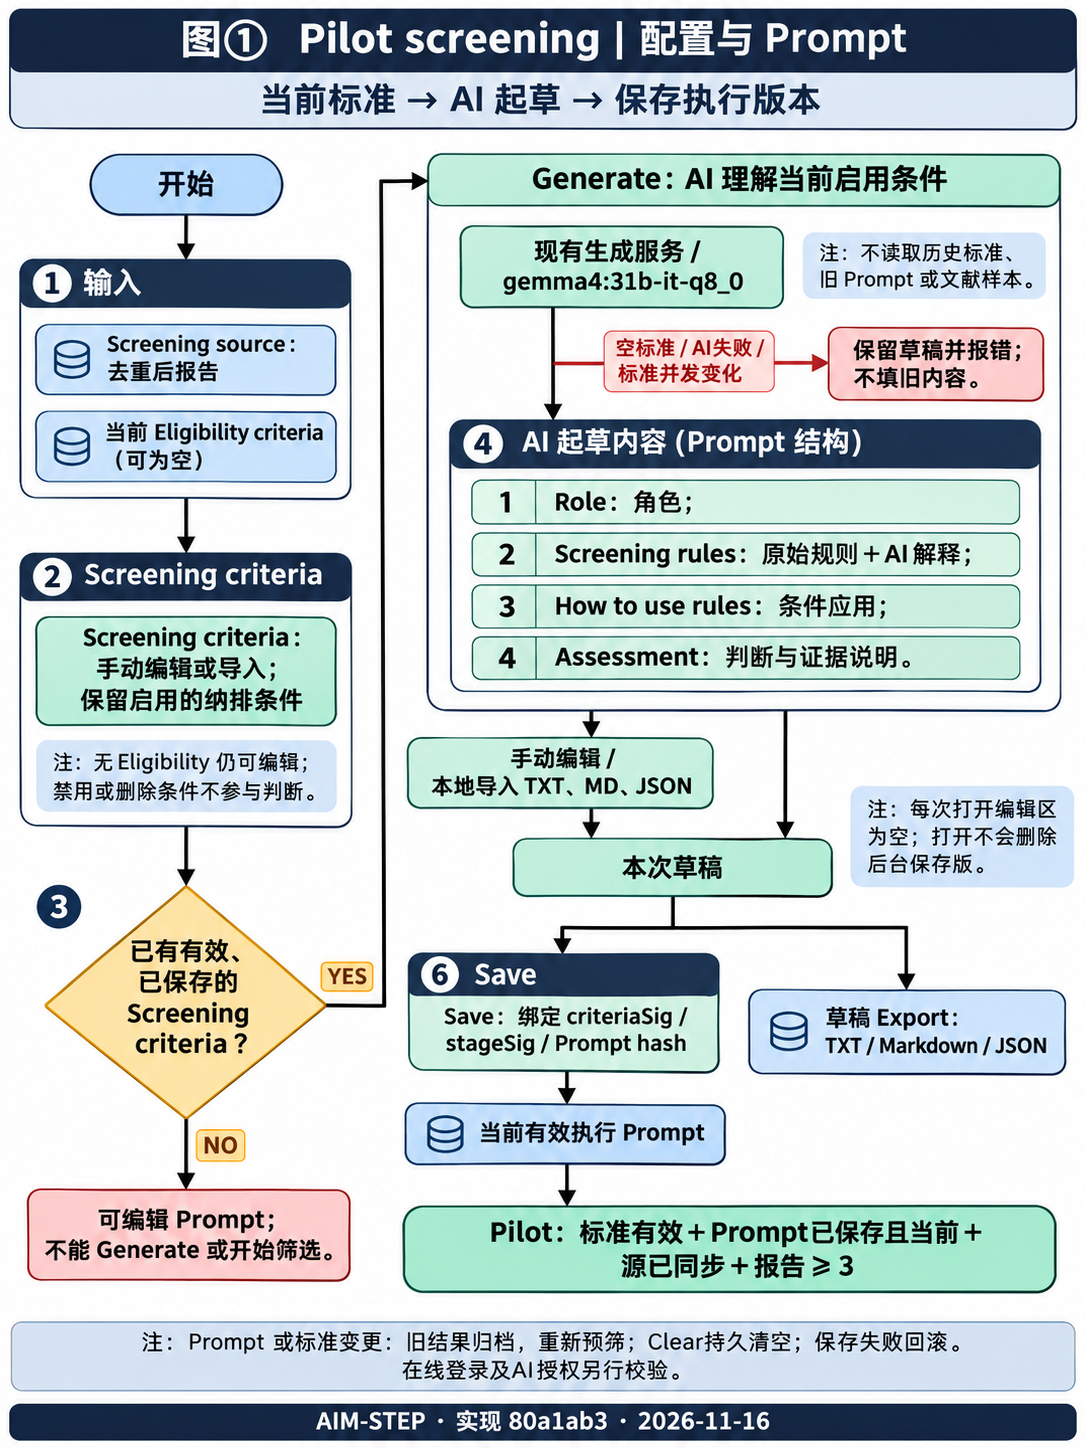 图① Pilot screening | 配置与 Prompt
当前标准 → AI 起草 → 保存执行版本
开始
1 输入
Screening source：
去重后报告
当前 Eligibility criteria
（可为空）
2 Screening criteria
Screening criteria：
手动编辑或导入；
保留启用的纳排条件
注：无 Eligibility 仍可编辑；
禁用或删除条件不参与判断。
3
已有有效、
已保存的
Screening
criteria？
YES
NO
可编辑 Prompt；
不能 Generate 或开始筛选。
Generate：AI 理解当前启用条件
现有生成服务 /
gemma4:31b-it-q8_0
注：不读取历史标准、
旧 Prompt 或文献样本。
空标准 / AI失败 /
标准并发变化
保留草稿并报错；
不填旧内容。
4 AI 起草内容（Prompt 结构）
1 Role：角色；
2 Screening rules：原始规则＋AI 解释；
3 How to use rules：条件应用；
4 Assessment：判断与证据说明。
手动编辑 /
本地导入 TXT、MD、JSON
本次草稿
注：每次打开编辑区
为空；打开不会删除
后台保存版。
6 Save
Save：绑定 criteriaSig /
stageSig / Prompt hash
草稿 Export：
TXT / Markdown / JSON
当前有效执行 Prompt
Pilot：标准有效＋Prompt已保存且当前＋
源已同步＋报告 ≥ 3
注：Prompt 或标准变更：旧结果归档，重新预筛；Clear持久清空；保存失败回滚。
在线登录及AI授权另行校验。
AIM-STEP · 实现 80a1ab3 · 2026-11-16